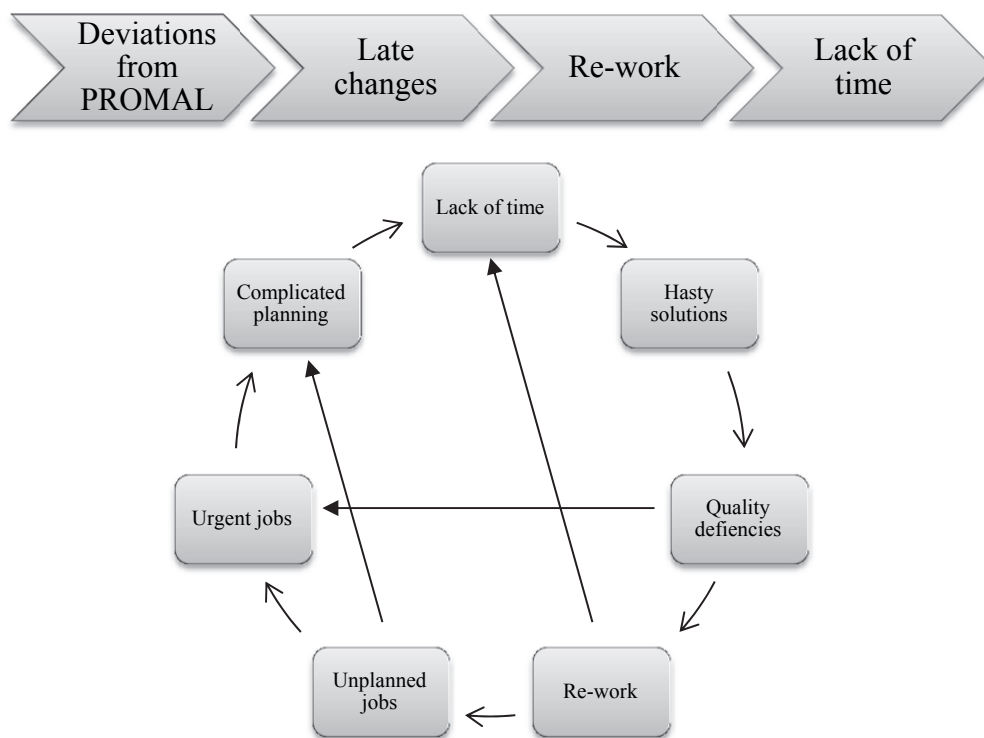 Deviations
from
PROMAL
Late
changes
Re-work
Lack of
time
Lack of time
Complicated
planning
Hasty
solutions
Urgent jobs
Quality
defiencies
Unplanned
jobs
Re-work